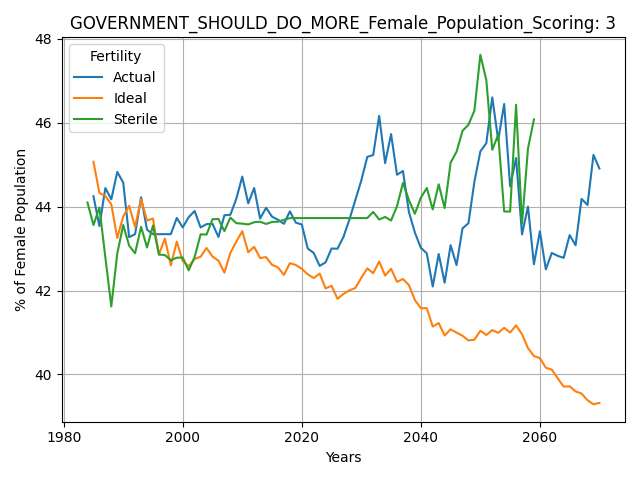 GOVERNMENT_SHOULD_DO_MORE_Female_Population_Scoring: 3
Fertility
Actual
Ideal
Sterile
% of Female Population
48
46
44
42
40
1980
2000
2020
2040
2060
Years